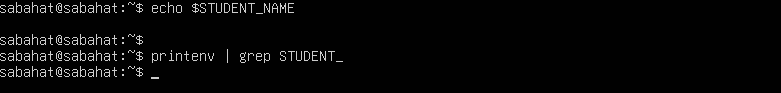 sabahat@sabahat:~$ echo $STUDENT_NAME

sabahat@sabahat:~$
sabahat@sabahat:~$ printenv | grep STUDENT_
sabahat@sabahat:~$ _